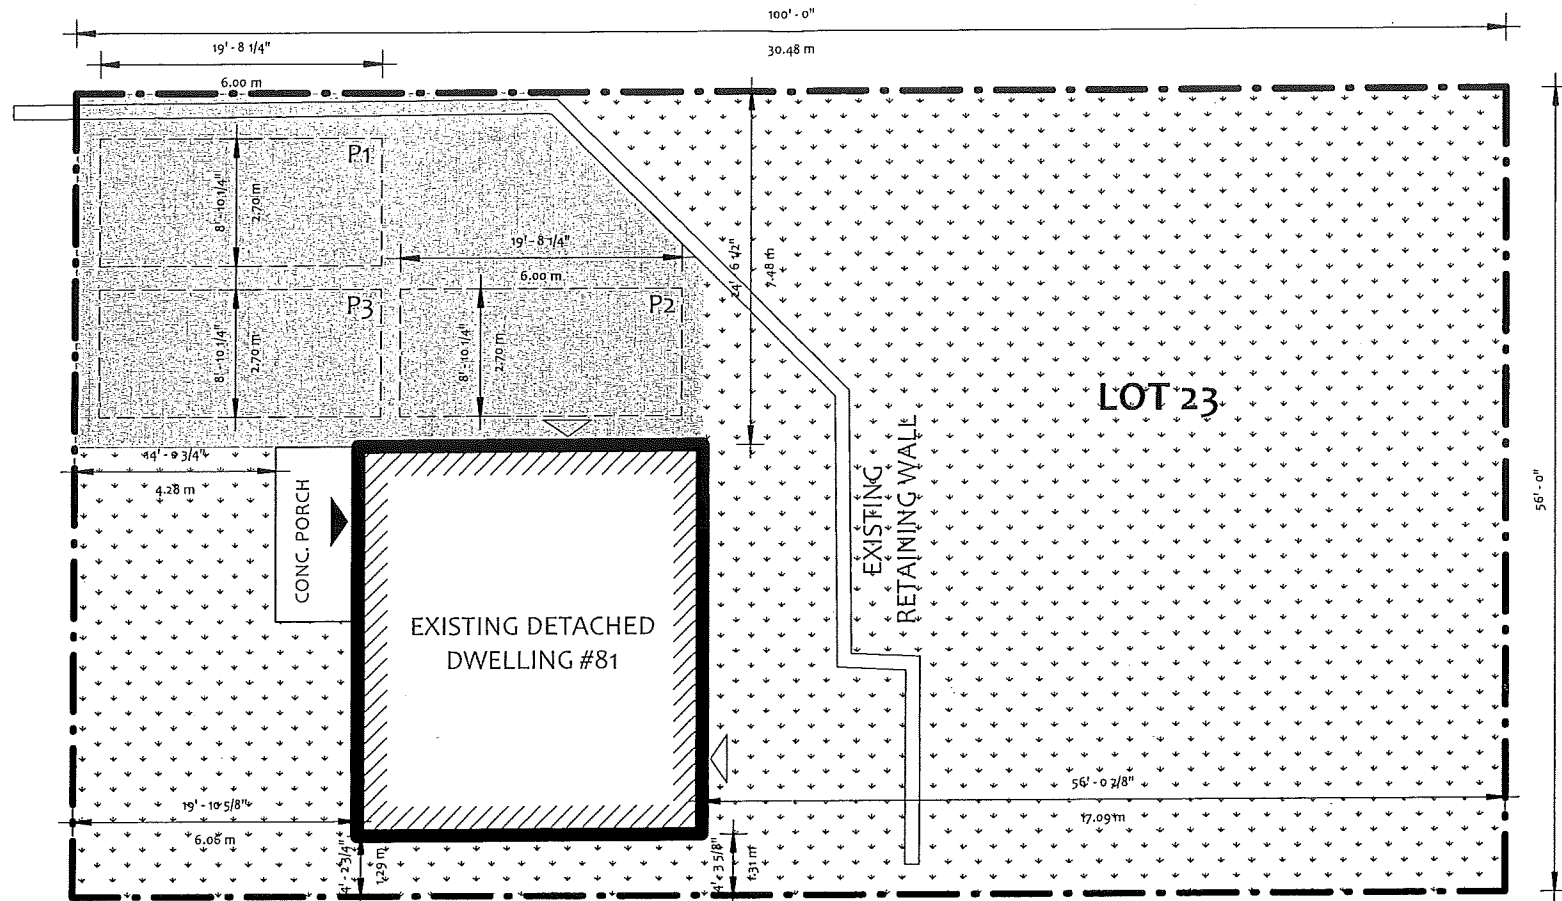 100' - 0"
30.48 m
19' - 8 1/4"
6.00 m
P1
8' - 10 1/4"
2.70 m
19' - 8 1/4"
6.00 m
24' 6 1/2"
7.48 m
P3
8' - 10 1/4"
2.70 m
P2
8' - 10 1/4"
2.70 m
LOT 23
56' - 0"
4.28 m
CONC. PORCH
EXISTING
RETAINING WALL
EXISTING DETACHED
DWELLING #81
56' - 0 7/8"
17.09 m
19' - 10 5/8"
6.06 m
4' - 2 3/4"
1.29 m
4' - 3 5/8"
1.31 m